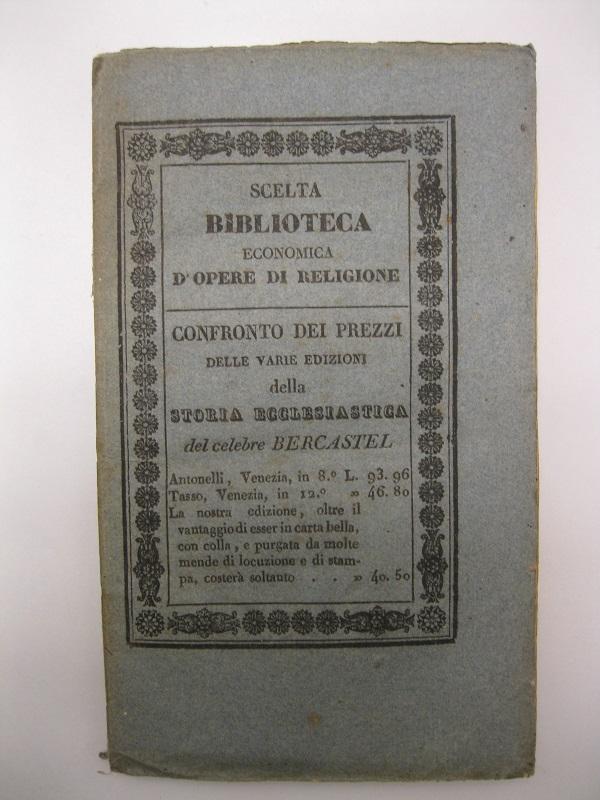 SCELTA
BIBLIOTECA
ECONOMICA
D'OPERE DI RELIGIONE
CONFRONTO DEI PREZZI
DELLE VARIE EDIZIONI
della
STORIA ECCLESIASTICA
del celebre BERCASTEL
Antonelli, Venezia, in 8.º L. 93. 96
Tasso, Venezia, in 12.º » 46. 80
La nostra edizione, oltre il
vantaggio di esser in carta bella,
con colla, e purgata da molte
mende di locuzione e di stam-
pa, costerà soltanto . . » 40. 50